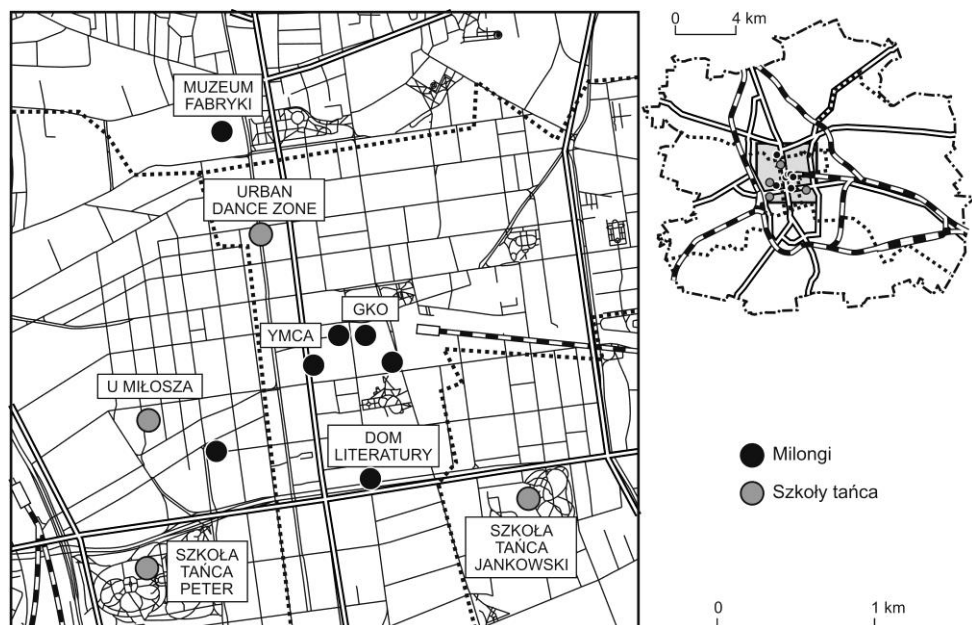 MUZEUM
FABRYKI
URBAN
DANCE ZONE
GKO
YMCA
U MIŁOSZA
DOM
LITERATURY
SZKOŁA
TAŃCA
JANKOWSKI
SZKOŁA
TAŃCA
PETER
0 4 km
Milongi
Szkoły tańca
0 1 km